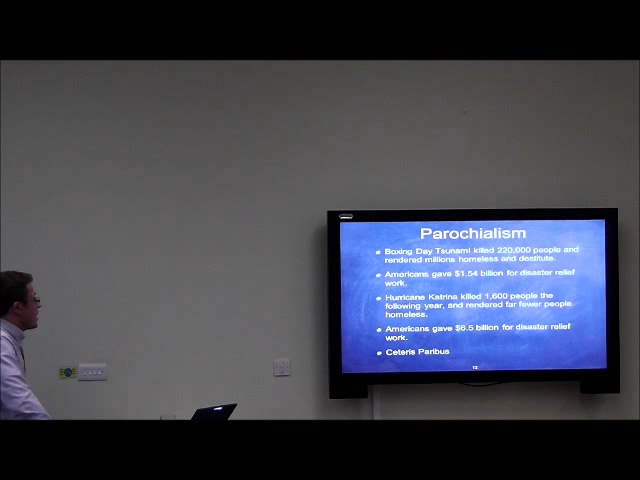 Parochialism
Boxing Day Tsunami killed 220,000 people and
rendered millions homeless and destitute.
Americans gave $1.54 billion for disaster relief
work.
Hurricane Katrina killed 1,600 people the
following year, and rendered far fewer people
homeless.
Americans gave $6.5 billion for disaster relief
work.
Ceteris Paribus
12